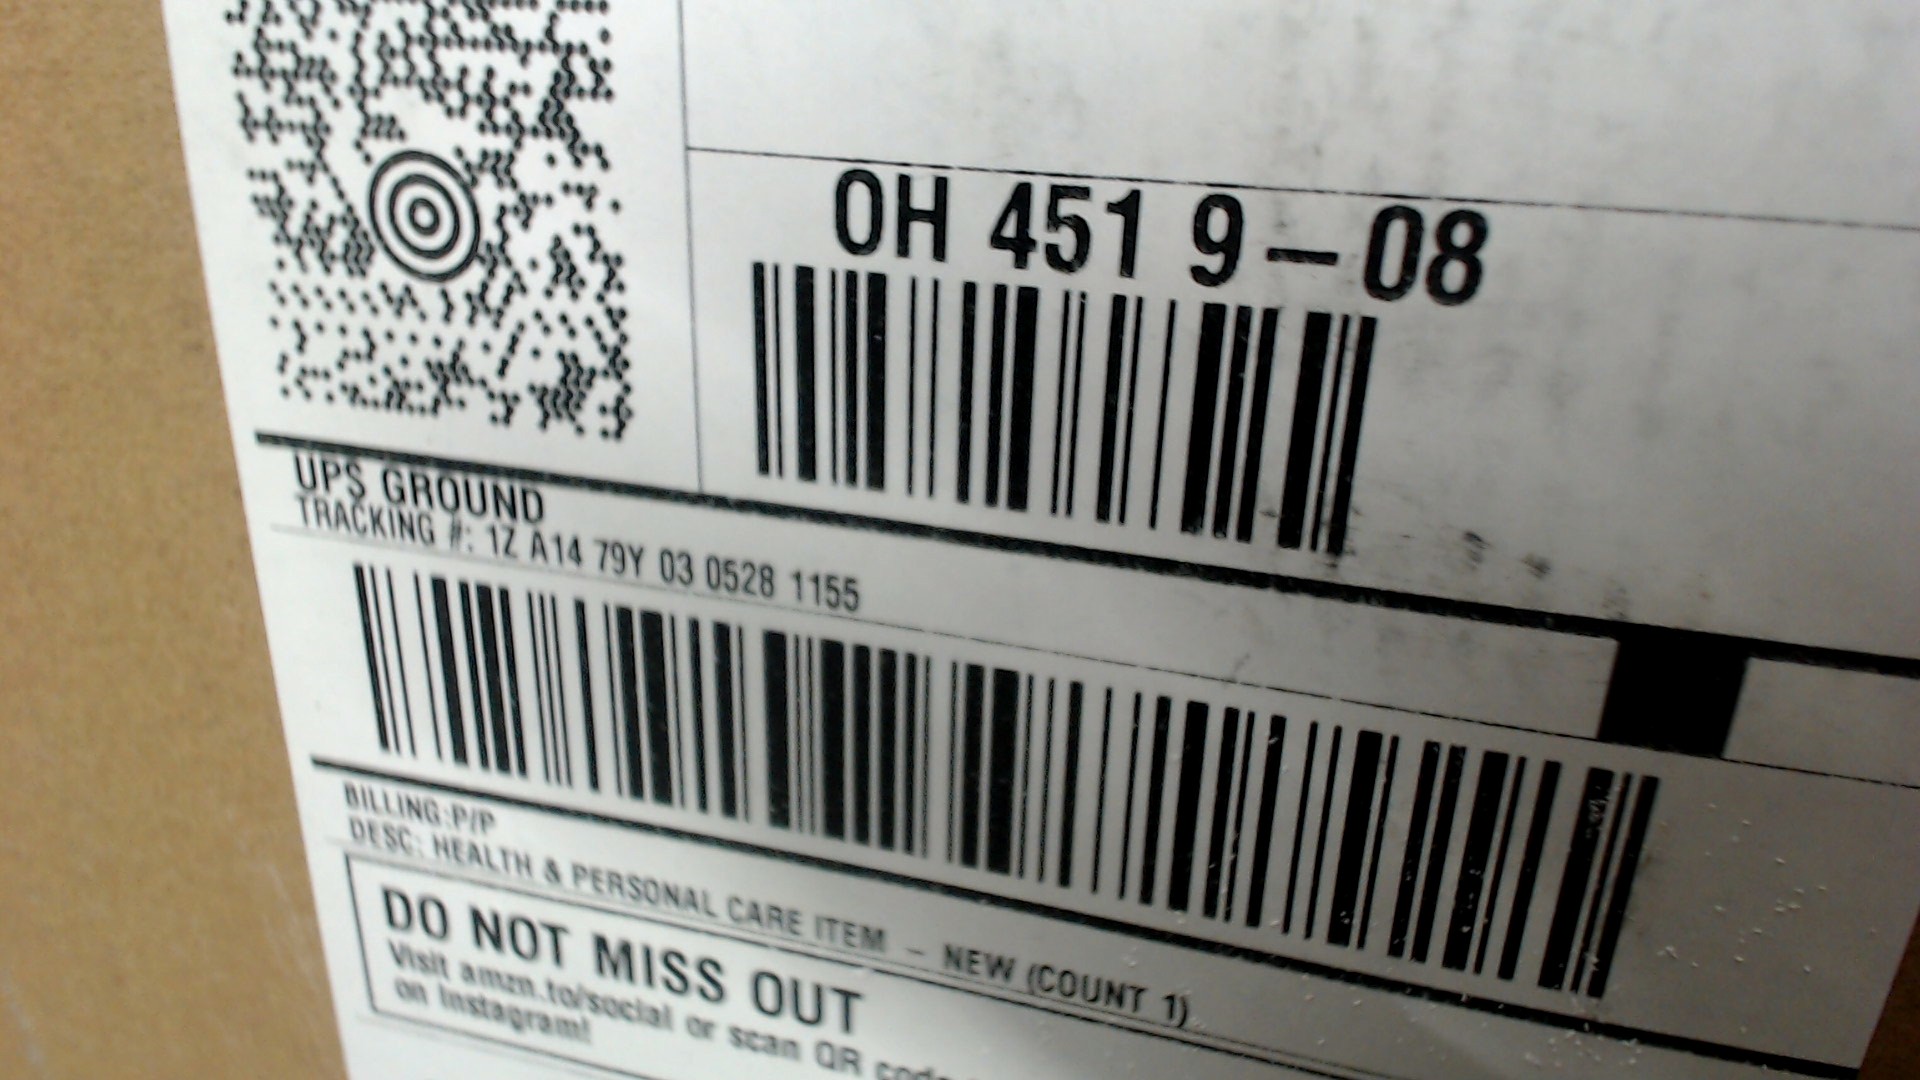 OH 451 9-08
UPS GROUND
TRACKING #: 1Z A14 79Y 03 0528 1155
BILLING:P/P
DESC: HEALTH & PERSONAL CARE ITEM - NEW (COUNT 1)
DO NOT MISS OUT
Visit amzn.to/social or scan QR code
on Instagram!